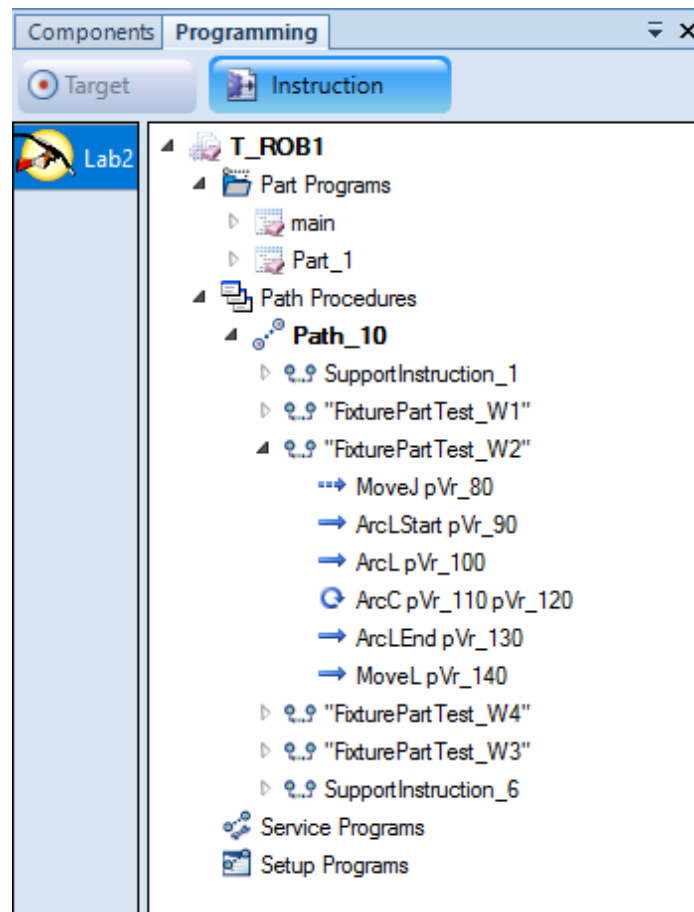 Components Programming
Target Instruction
Lab2
T_ROB1
Part Programs
main
Part_1
Path Procedures
Path_10
SupportInstruction_1
"FixturePartTest_W1"
"FixturePartTest_W2"
MoveJ pVr_80
ArcLStart pVr_90
ArcL pVr_100
ArcC pVr_110 pVr_120
ArcLEnd pVr_130
MoveL pVr_140
"FixturePartTest_W4"
"FixturePartTest_W3"
SupportInstruction_6
Service Programs
Setup Programs